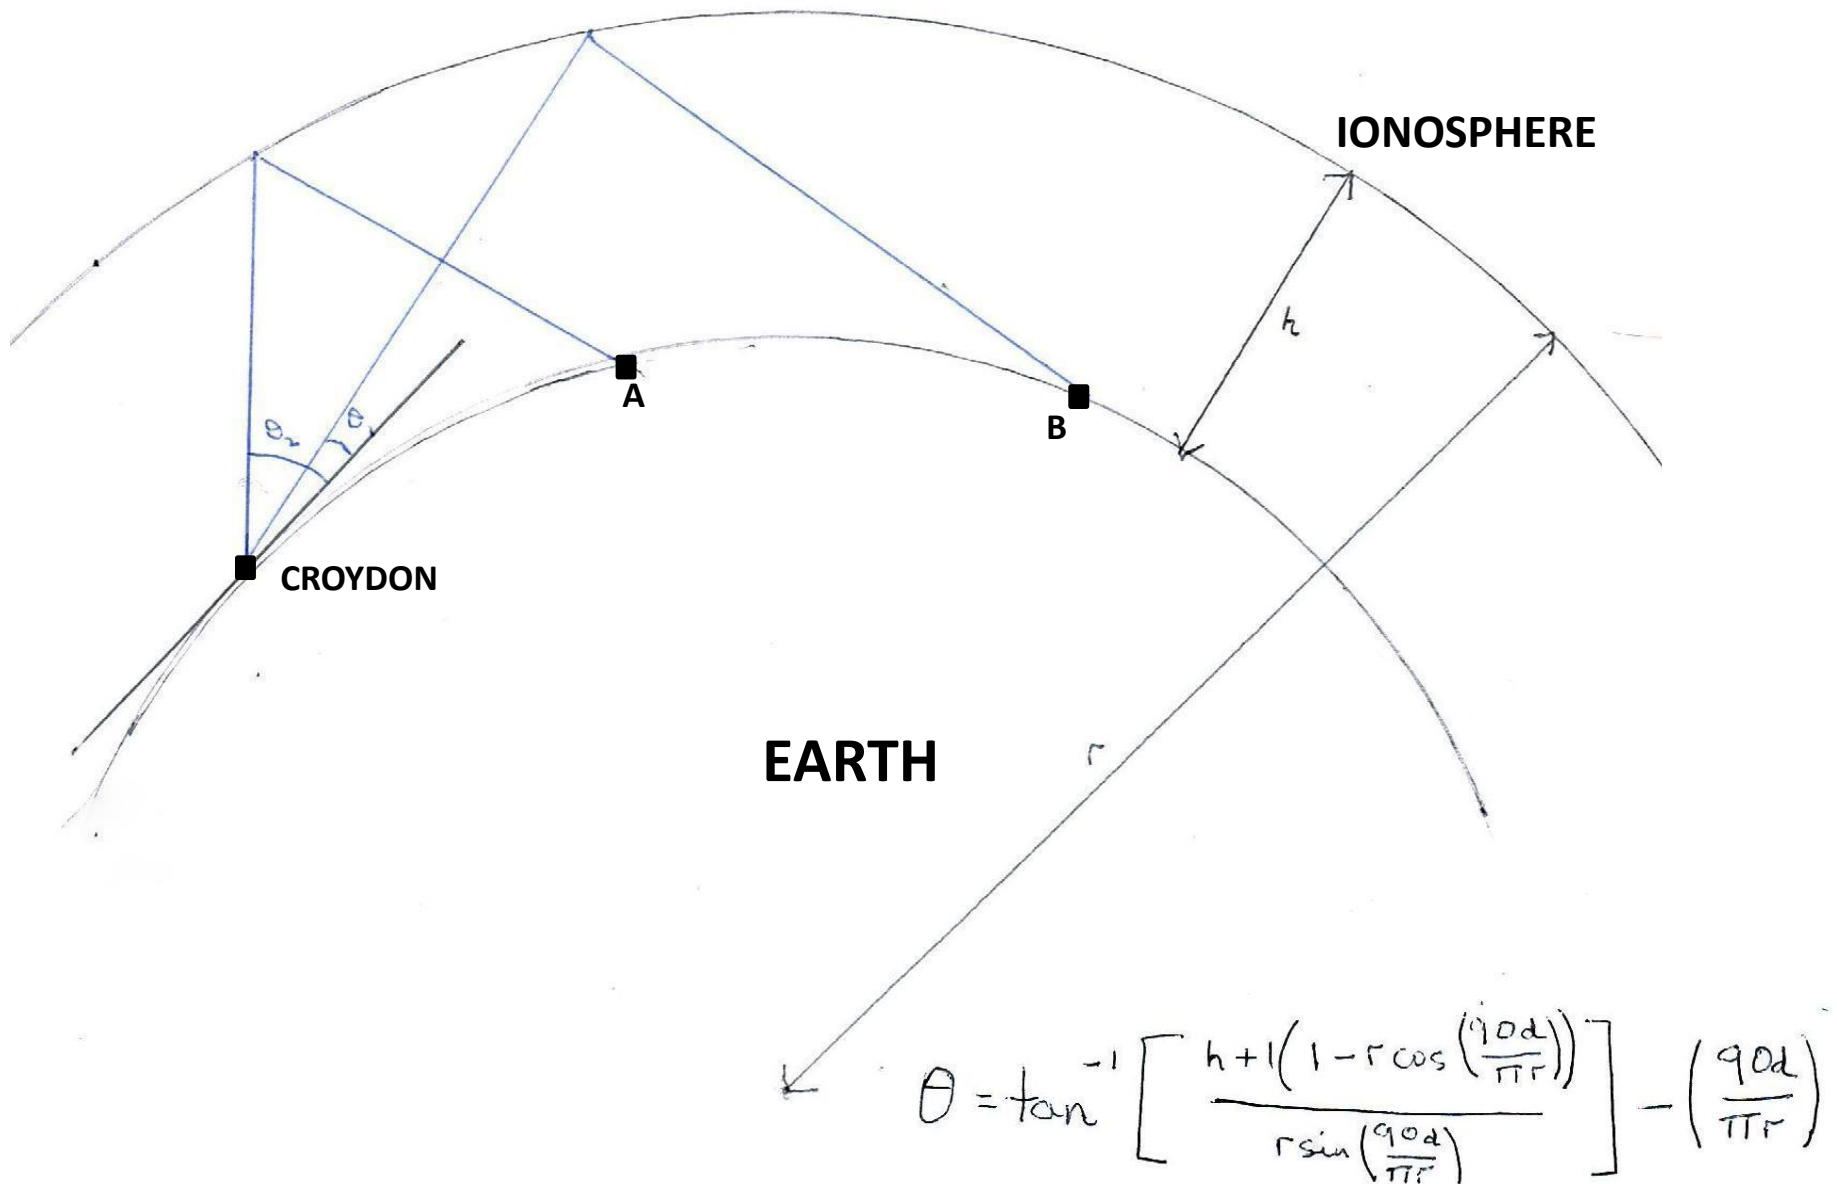 IONOSPHERE
h
A
B
θ₂
θ₁
CROYDON
EARTH
r
θ = tan⁻¹ [ h+1(1-r cos(90d/πr)) / r sin(90d/πr) ] - (90d/πr)